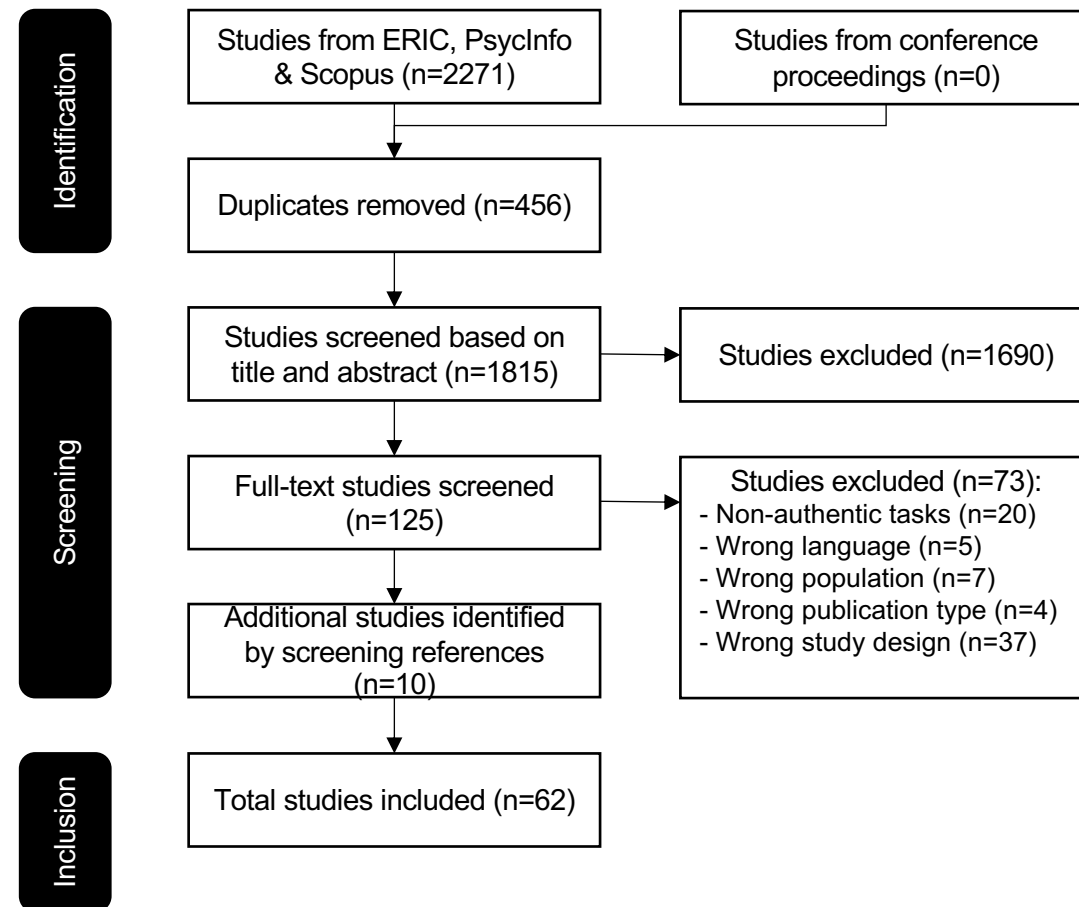 Identification
Studies from ERIC, PsycInfo
& Scopus (n=2271)
Studies from conference
proceedings (n=0)
Duplicates removed (n=456)
Screening
Studies screened based on
title and abstract (n=1815)
Studies excluded (n=1690)
Full-text studies screened
(n=125)
Studies excluded (n=73):
- Non-authentic tasks (n=20)
- Wrong language (n=5)
- Wrong population (n=7)
- Wrong publication type (n=4)
- Wrong study design (n=37)
Additional studies identified
by screening references
(n=10)
Inclusion
Total studies included (n=62)